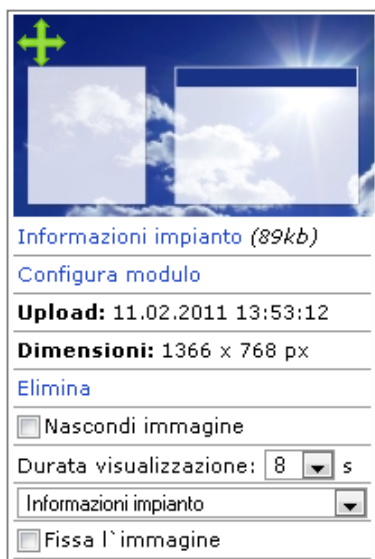 Informazioni impianto (89kb)
Configura modulo
Upload: 11.02.2011 13:53:12
Dimensioni: 1366 x 768 px
Elimina
Nascondi immagine
Durata visualizzazione: 8 s
Informazioni impianto
Fissa l`immagine